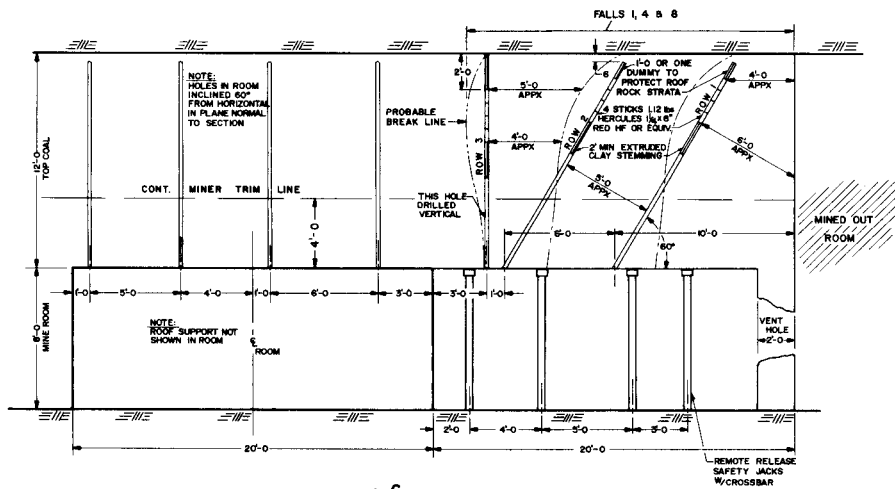 FALLS 1, 4 & 8
2'-0
6
1'-0 OR ONE
DUMMY TO
PROTECT ROOF
ROCK STRATA
4'-0
APPX
5'-0
APPX
NOTE:
HOLES IN ROOM
INCLINED 60°
FROM HORIZONTAL
IN PLANE NORMAL
TO SECTION
PROBABLE
BREAK LINE
ROW 3
ROW 2
ROW 1
4 STICKS 1.12 lbs
HERCULES
RED HF OR EQUIV.
2' MIN EXTRUDED
CLAY STEMMING
4'-0
APPX
6'-0
APPX
5'-0
APPX
12'-0
TOP COAL
CONT. MINER TRIM LINE
4'-0
THIS HOLE
DRILLED
VERTICAL
6'-0
10'-0
60°
MINED OUT
ROOM
1'-0
5'-0
4'-0
1'-0
6'-0
3'-0
3'-0
1'-0
8'-0
MINE ROOM
NOTE:
ROOF SUPPORT NOT
SHOWN IN ROOM
℄
ROOM
VENT
HOLE
2'-0
2'-0
4'-0
5'-0
3'-0
20'-0
20'-0
REMOTE RELEASE
SAFETY JACKS
W/CROSSBAR